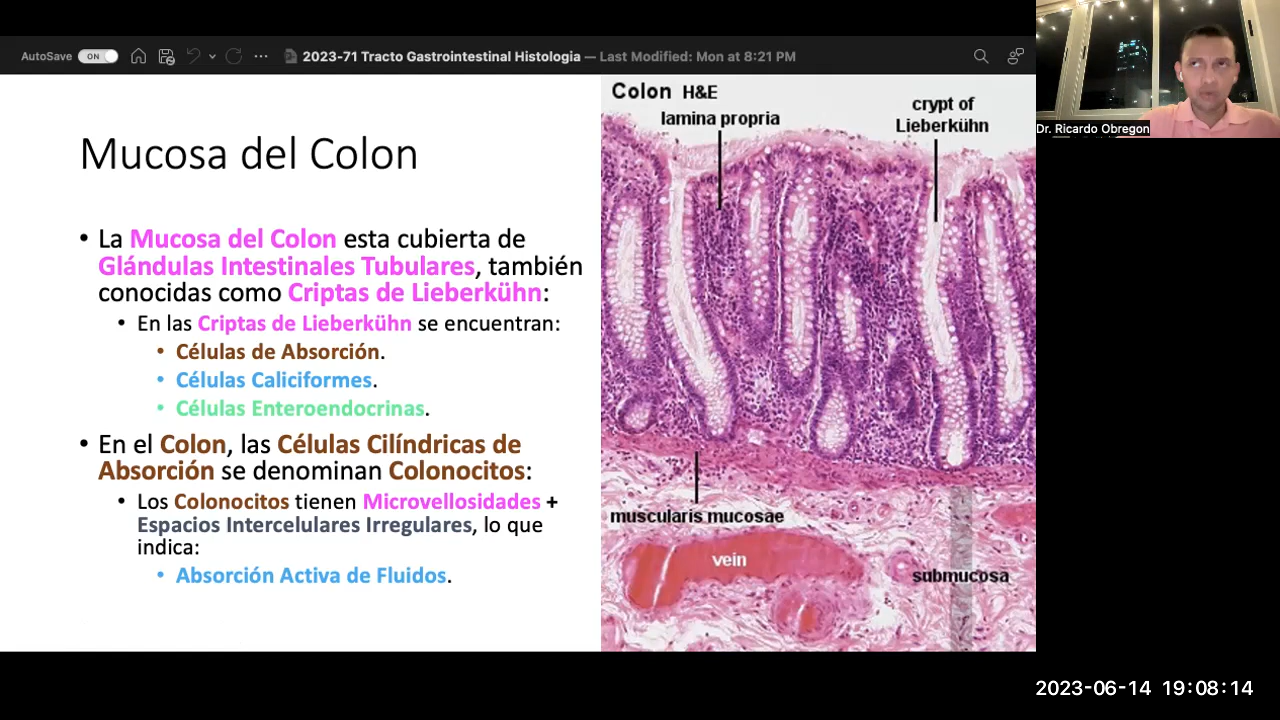 AutoSave ON ... 2023-71 Tracto Gastrointestinal Histologia — Last Modified: Mon at 8:21 PM
Mucosa del Colon
• La Mucosa del Colon esta cubierta de
Glándulas Intestinales Tubulares, también
conocidas como Criptas de Lieberkühn:
• En las Criptas de Lieberkühn se encuentran:
• Células de Absorción.
• Células Caliciformes.
• Células Enteroendocrinas.
• En el Colon, las Células Cilíndricas de
Absorción se denominan Colonocitos:
• Los Colonocitos tienen Microvellosidades +
Espacios Intercelulares Irregulares, lo que
indica:
• Absorción Activa de Fluidos.
Colon H&E
lamina propria
crypt of
Lieberkühn
muscularis mucosae
vein
submucosa
Dr. Ricardo Obregon
2023-06-14 19:08:14